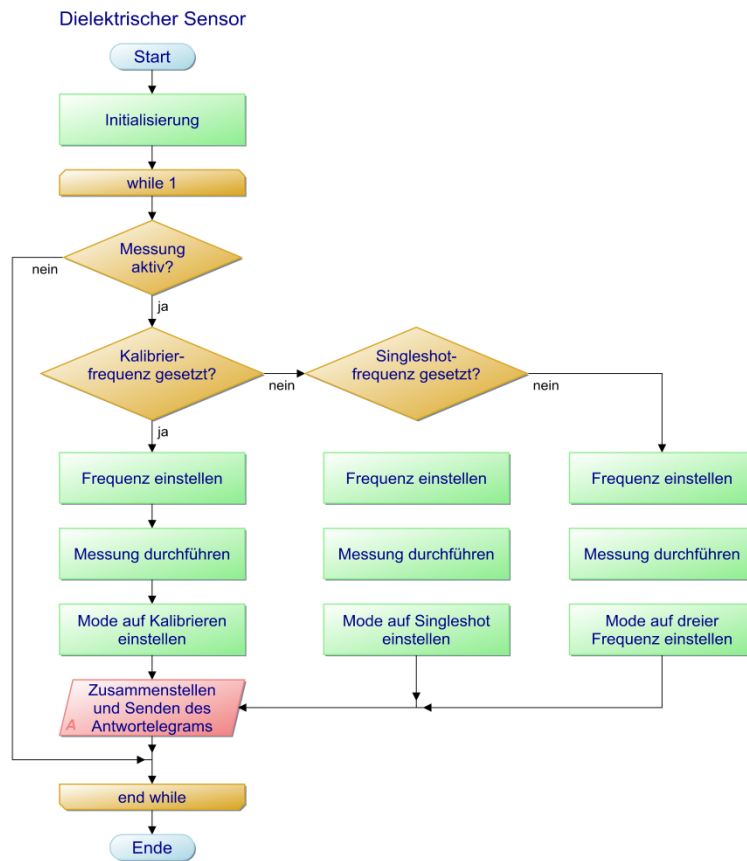 Dielektrischer Sensor
Start
Initialisierung
while 1
Messung
aktiv?
nein
ja
Kalibrier-
frequenz gesetzt?
nein
Singleshot-
frequenz gesetzt?
nein
ja
Frequenz einstellen
Frequenz einstellen
Frequenz einstellen
Messung durchführen
Messung durchführen
Messung durchführen
Mode auf Kalibrieren
einstellen
Mode auf Singleshot
einstellen
Mode auf dreier
Frequenz einstellen
Zusammenstellen
und Senden des
Antwortelegrams
A
end while
Ende